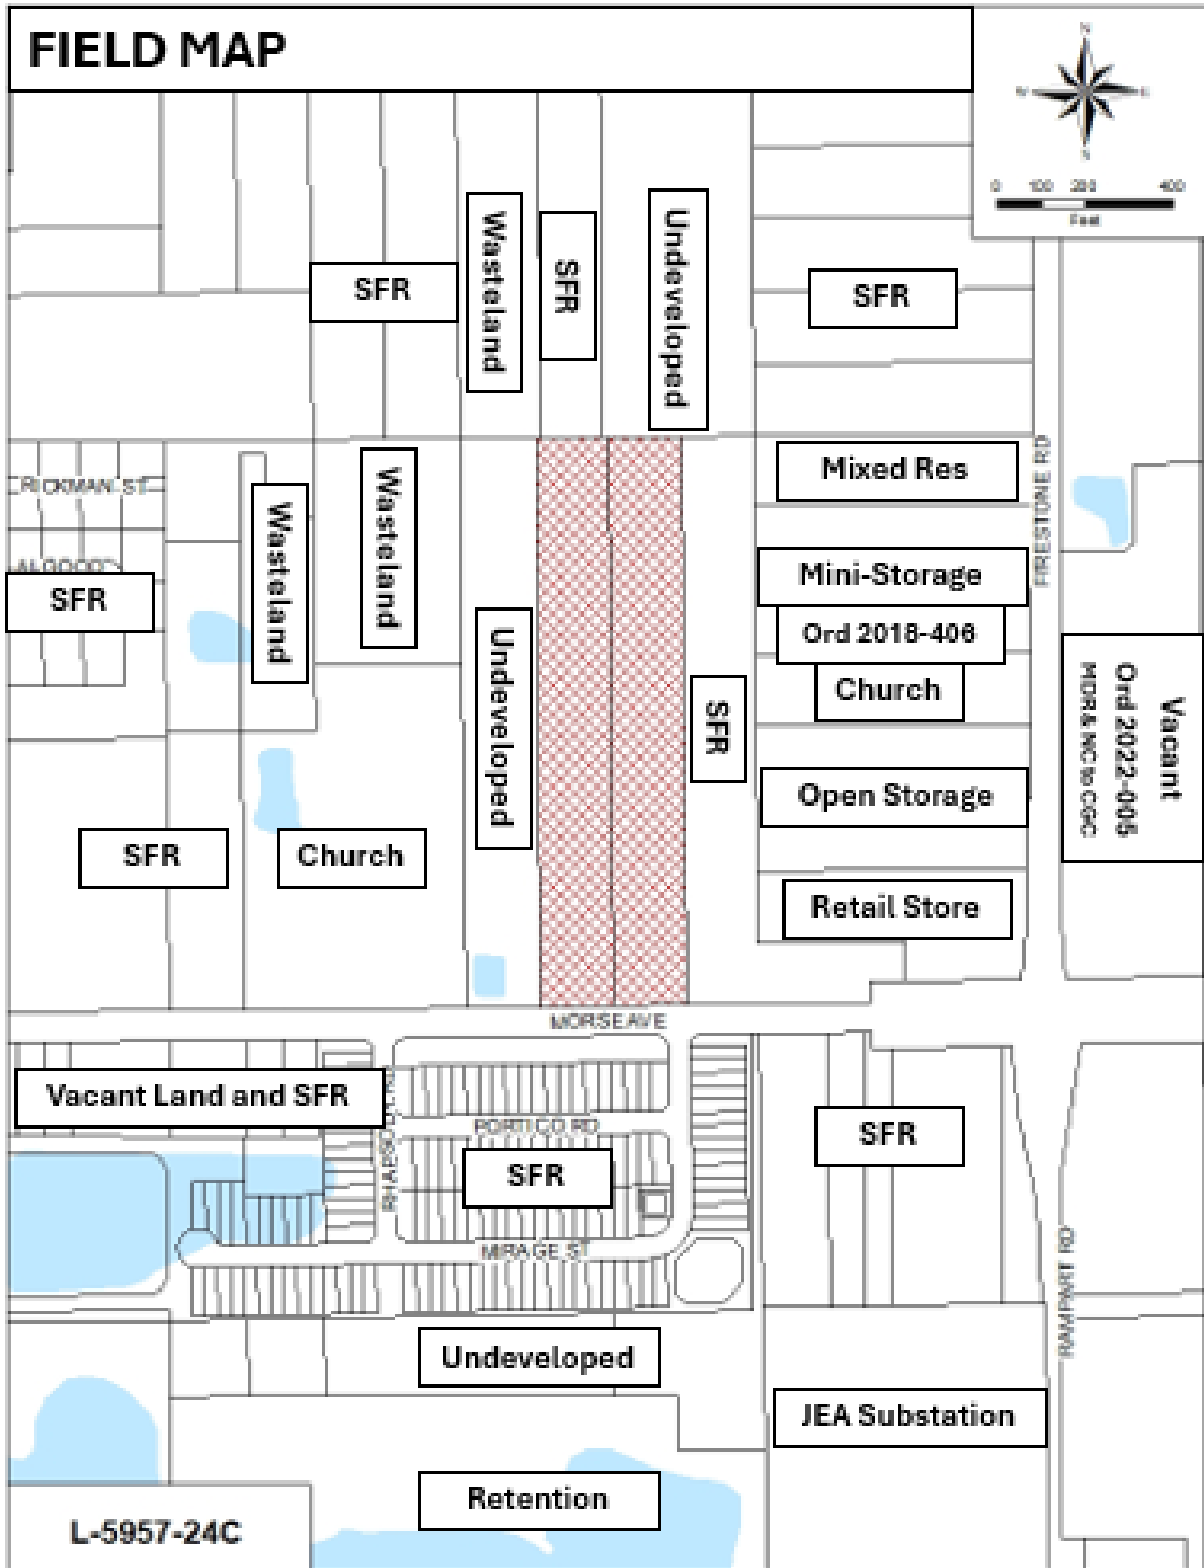 FIELD MAP
N
W
E
S
0 100 200 400
Feet
Wasteland
SFR
Undeveloped
SFR
SFR
Mixed Res
FIRESTONE RD
RICKMAN ST
Wasteland
Wasteland
ALGOOD
SFR
Mini-Storage
Ord 2018-406
Church
Undeveloped
SFR
Vacant
Ord 2022-005
MDR & NC to CGC
Open Storage
SFR
Church
Retail Store
MORSE AVE
Vacant Land and SFR
PORTICO RD
SFR
SFR
MIRAGE ST
RAMPART RD
Undeveloped
JEA Substation
Retention
L-5957-24C